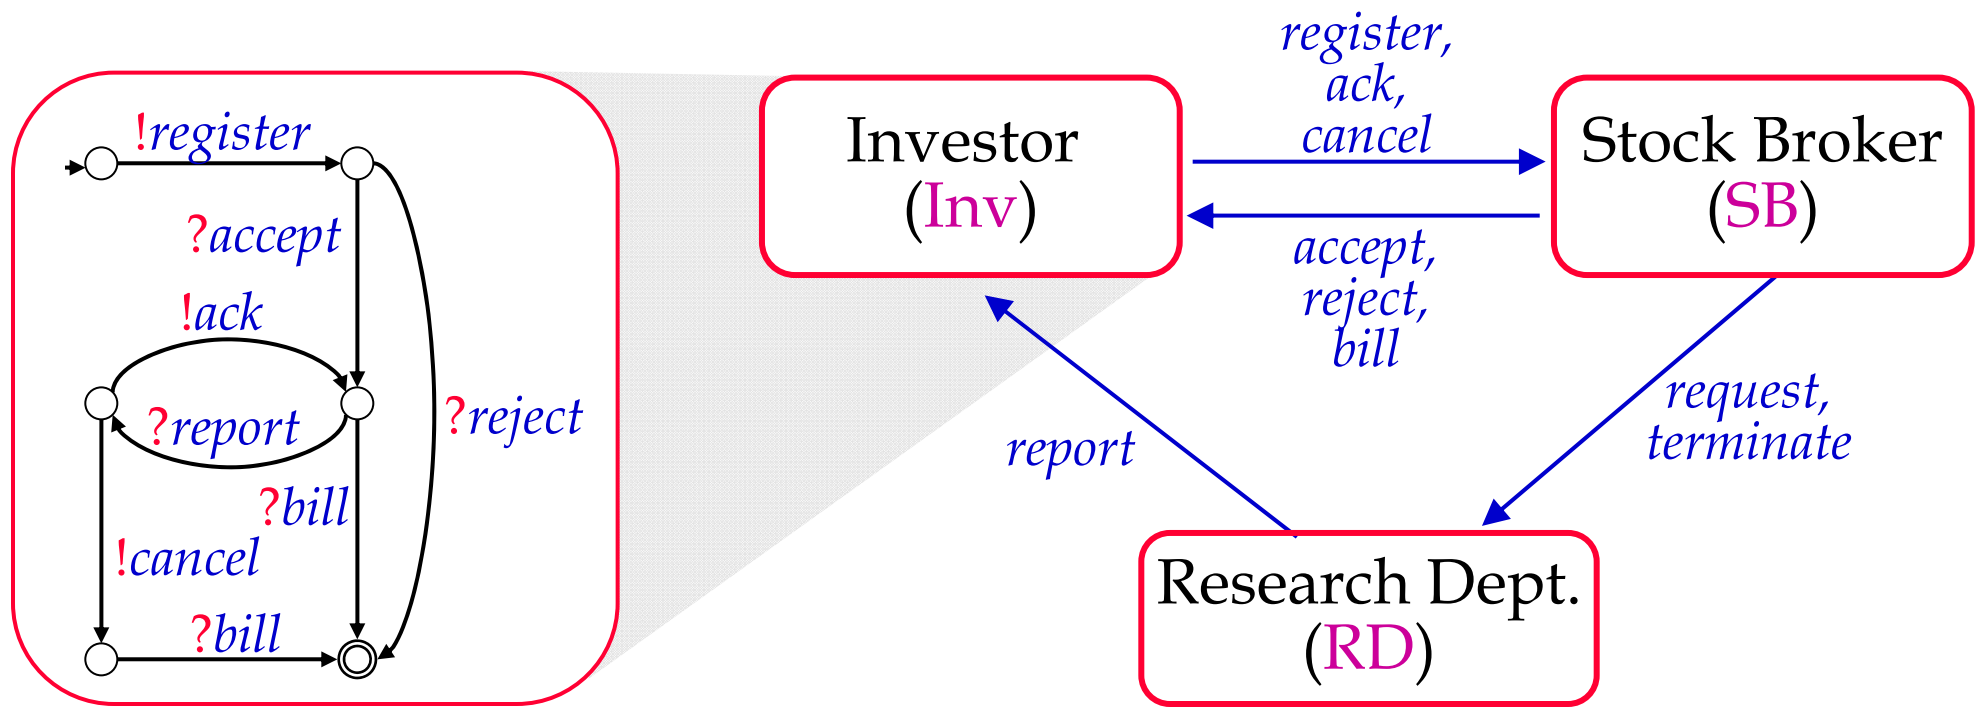 !register
?accept
!ack
?report
?reject
?bill
!cancel
?bill
Investor
(Inv)
register,
ack,
cancel
accept,
reject,
bill
Stock Broker
(SB)
report
request,
terminate
Research Dept.
(RD)